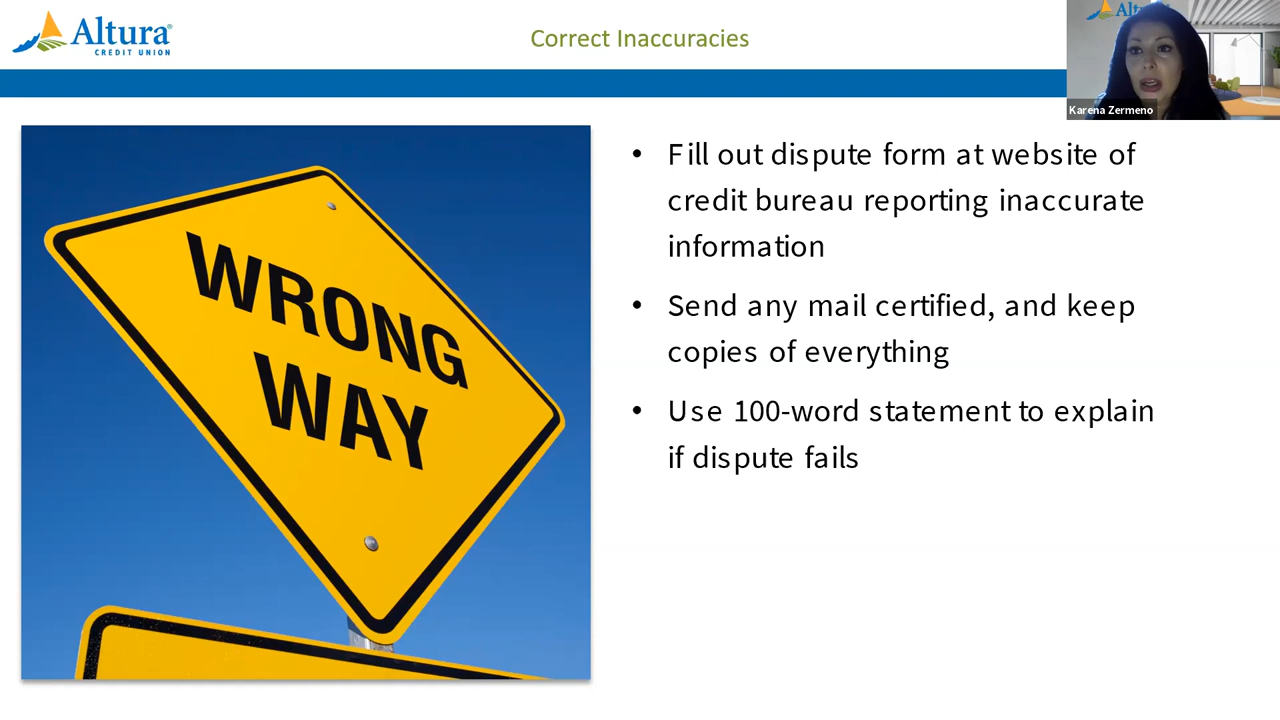 Altura
CREDIT UNION
Correct Inaccuracies
Altu
Karena Zermeno
WRONG
WAY
• Fill out dispute form at website of
credit bureau reporting inaccurate
information
• Send any mail certified, and keep
copies of everything
• Use 100-word statement to explain
if dispute fails